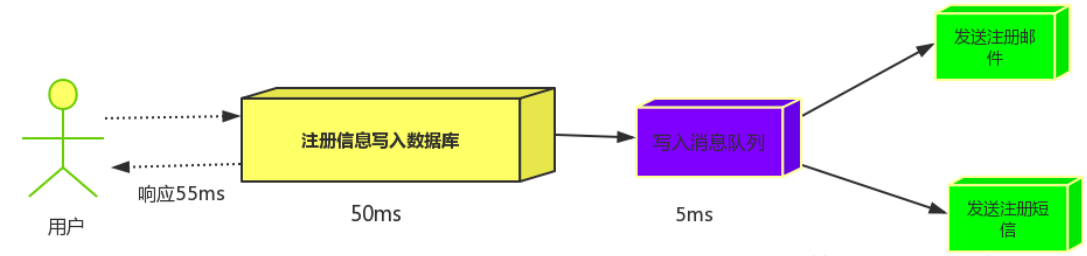 发送注册邮
件
注册信息写入数据库
写入消息队列
响应55ms
用户
50ms
5ms
发送注册短
信